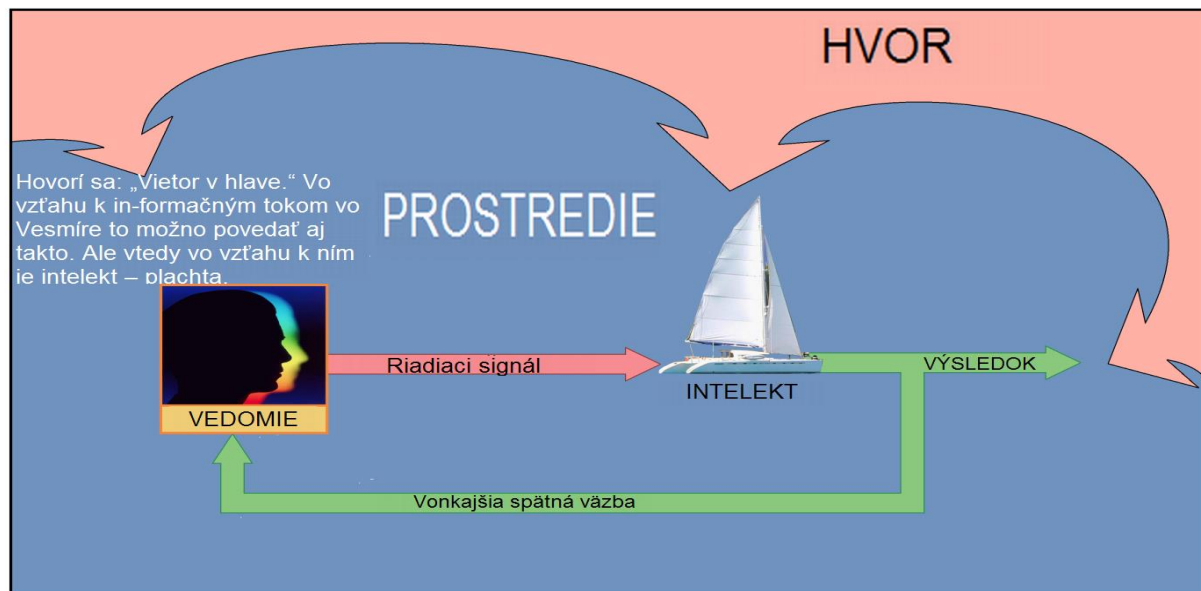 HVOR
Hovorí sa: „Vietor v hlave.“ Vo
vzťahu k in-formačným tokom vo
Vesmíre to možno povedať aj
takto. Ale vtedy vo vzťahu k ním
je intelekt – plachta.
PROSTREDIE
Riadiaci signál
VÝSLEDOK
INTELEKT
VEDOMIE
Vonkajšia spätná väzba